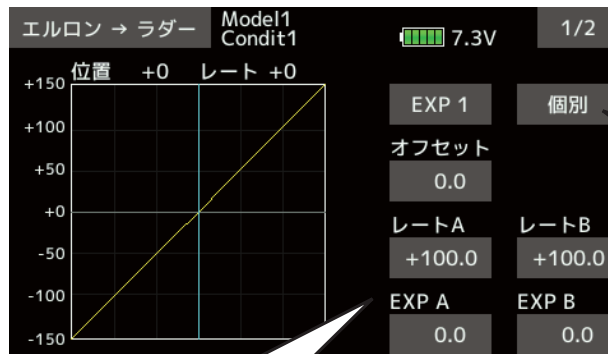 エルロン → ラダー
Model1
Condit1
7.3V
1/2
位置 +0 レート +0
+150
+100
+50
+0
-50
-100
-150
EXP 1
個別
オフセット
0.0
レートA
レートB
+100.0
+100.0
EXP A
EXP B
0.0
0.0